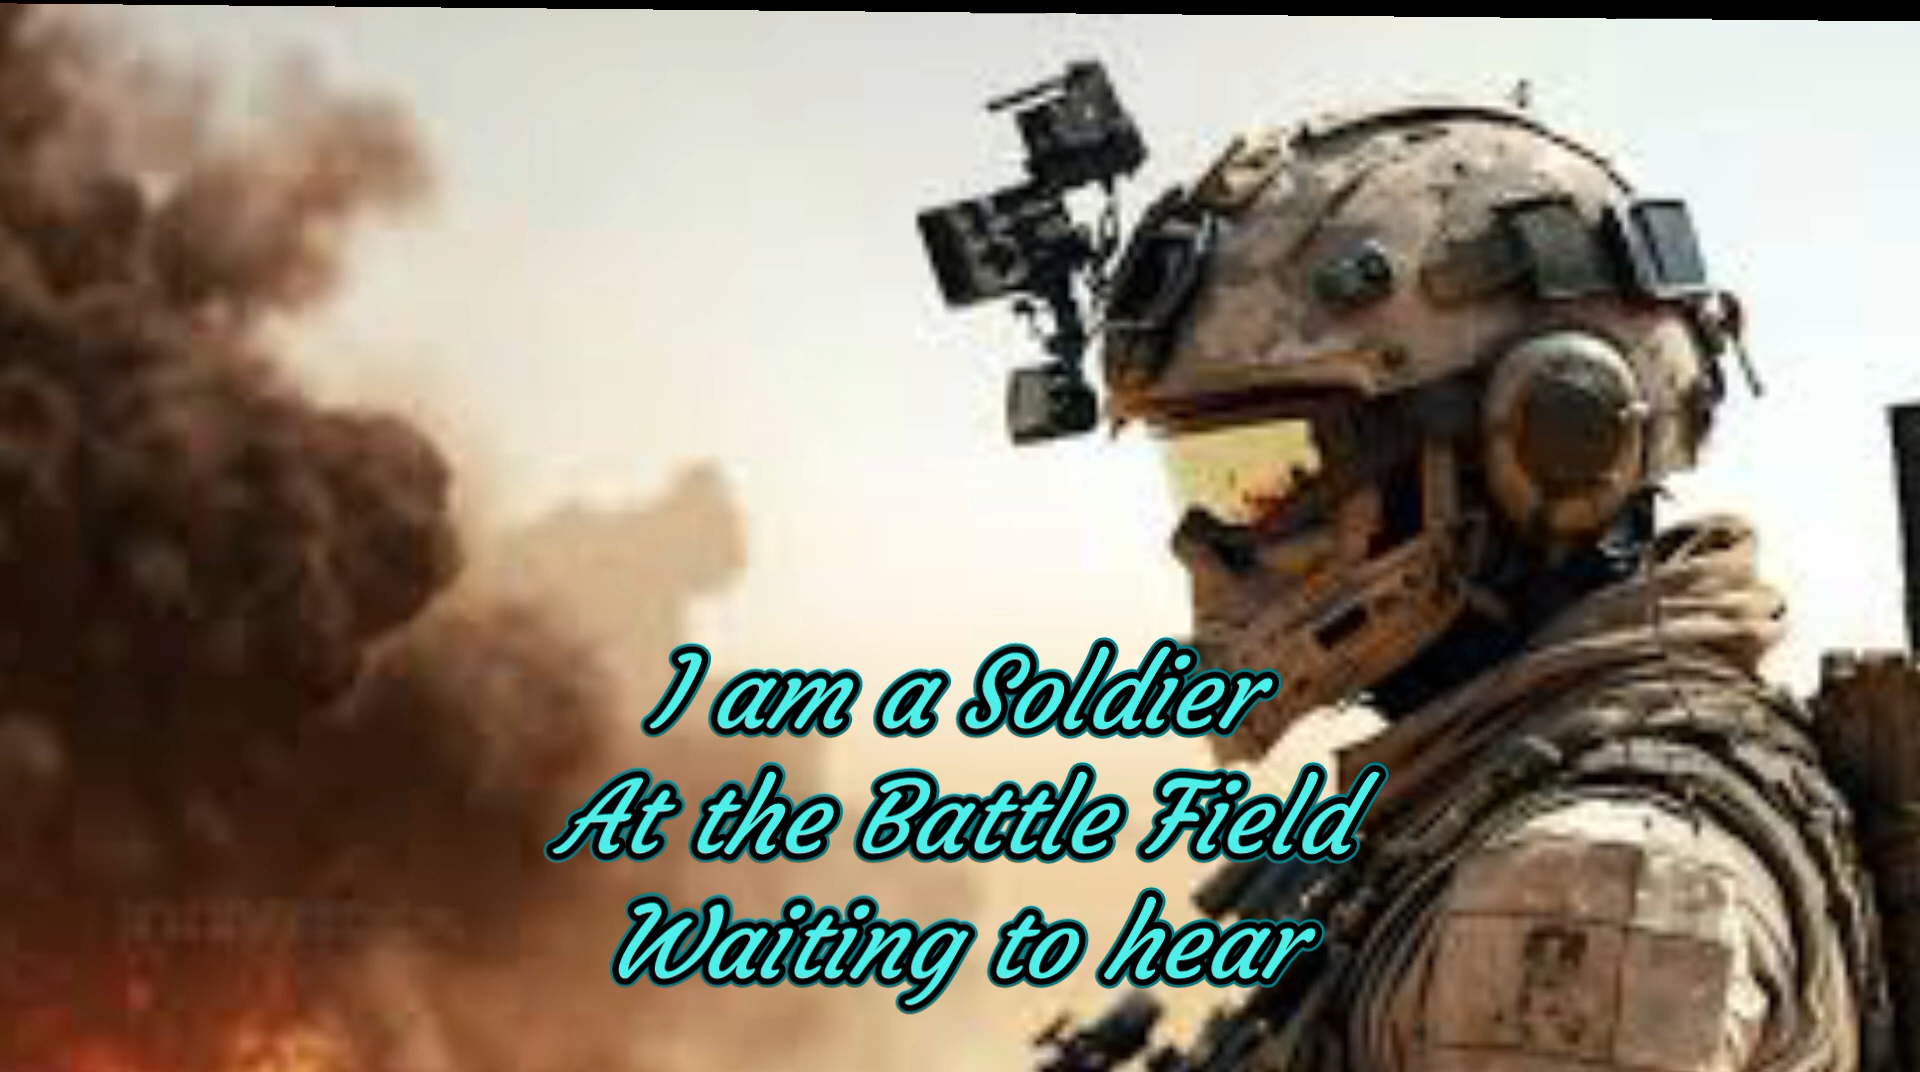 I am a Soldier
At the Battle Field
Waiting to hear